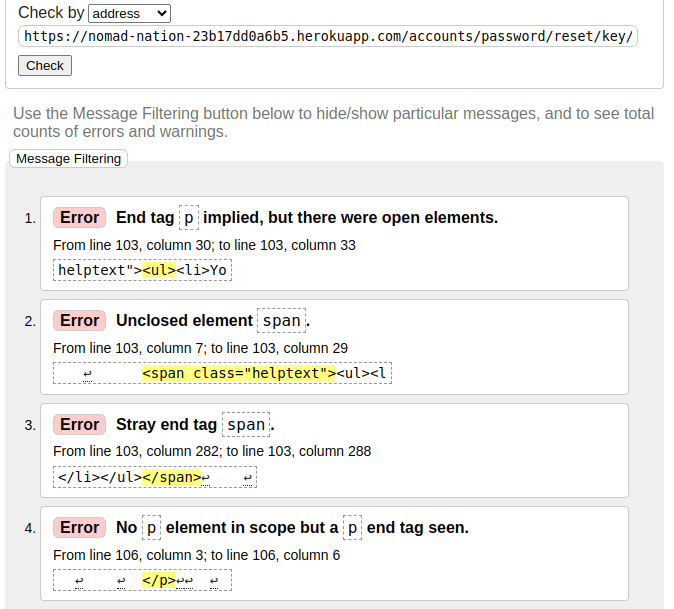 Check by address
https://nomad-nation-23b17dd0a6b5.herokuapp.com/accounts/password/reset/key/
Check
Use the Message Filtering button below to hide/show particular messages, and to see total
counts of errors and warnings.
Message Filtering
1. Error End tag p implied, but there were open elements.
From line 103, column 30; to line 103, column 33
helptext"><ul><li>Yo
2. Error Unclosed element span.
From line 103, column 7; to line 103, column 29
↩ <span class="helptext"><ul><l
3. Error Stray end tag span.
From line 103, column 282; to line 103, column 288
</li></ul></span>↩ ↩
4. Error No p element in scope but a p end tag seen.
From line 106, column 3; to line 106, column 6
↩ ↩ </p>↩↩ ↩